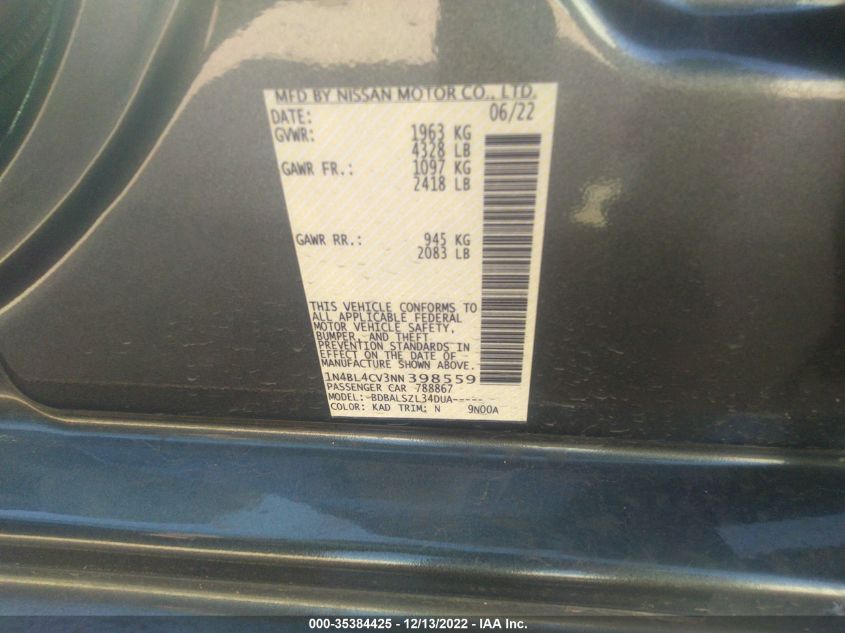 MFD BY NISSAN MOTOR CO., LTD.
DATE: 06/22
GVWR: 1963 KG
4328 LB
GAWR FR.: 1097 KG
2418 LB
GAWR RR.: 945 KG
2083 LB
THIS VEHICLE CONFORMS TO
ALL APPLICABLE FEDERAL
MOTOR VEHICLE SAFETY,
BUMPER, AND THEFT
PREVENTION STANDARDS IN
EFFECT ON THE DATE OF
MANUFACTURE SHOWN ABOVE.
1N4BL4CV3NN398559
PASSENGER CAR 788867
MODEL: BDBALSZL34DUA-----
COLOR: KAD TRIM: N 9N00A
000-35384425 - 12/13/2022 - IAA Inc.